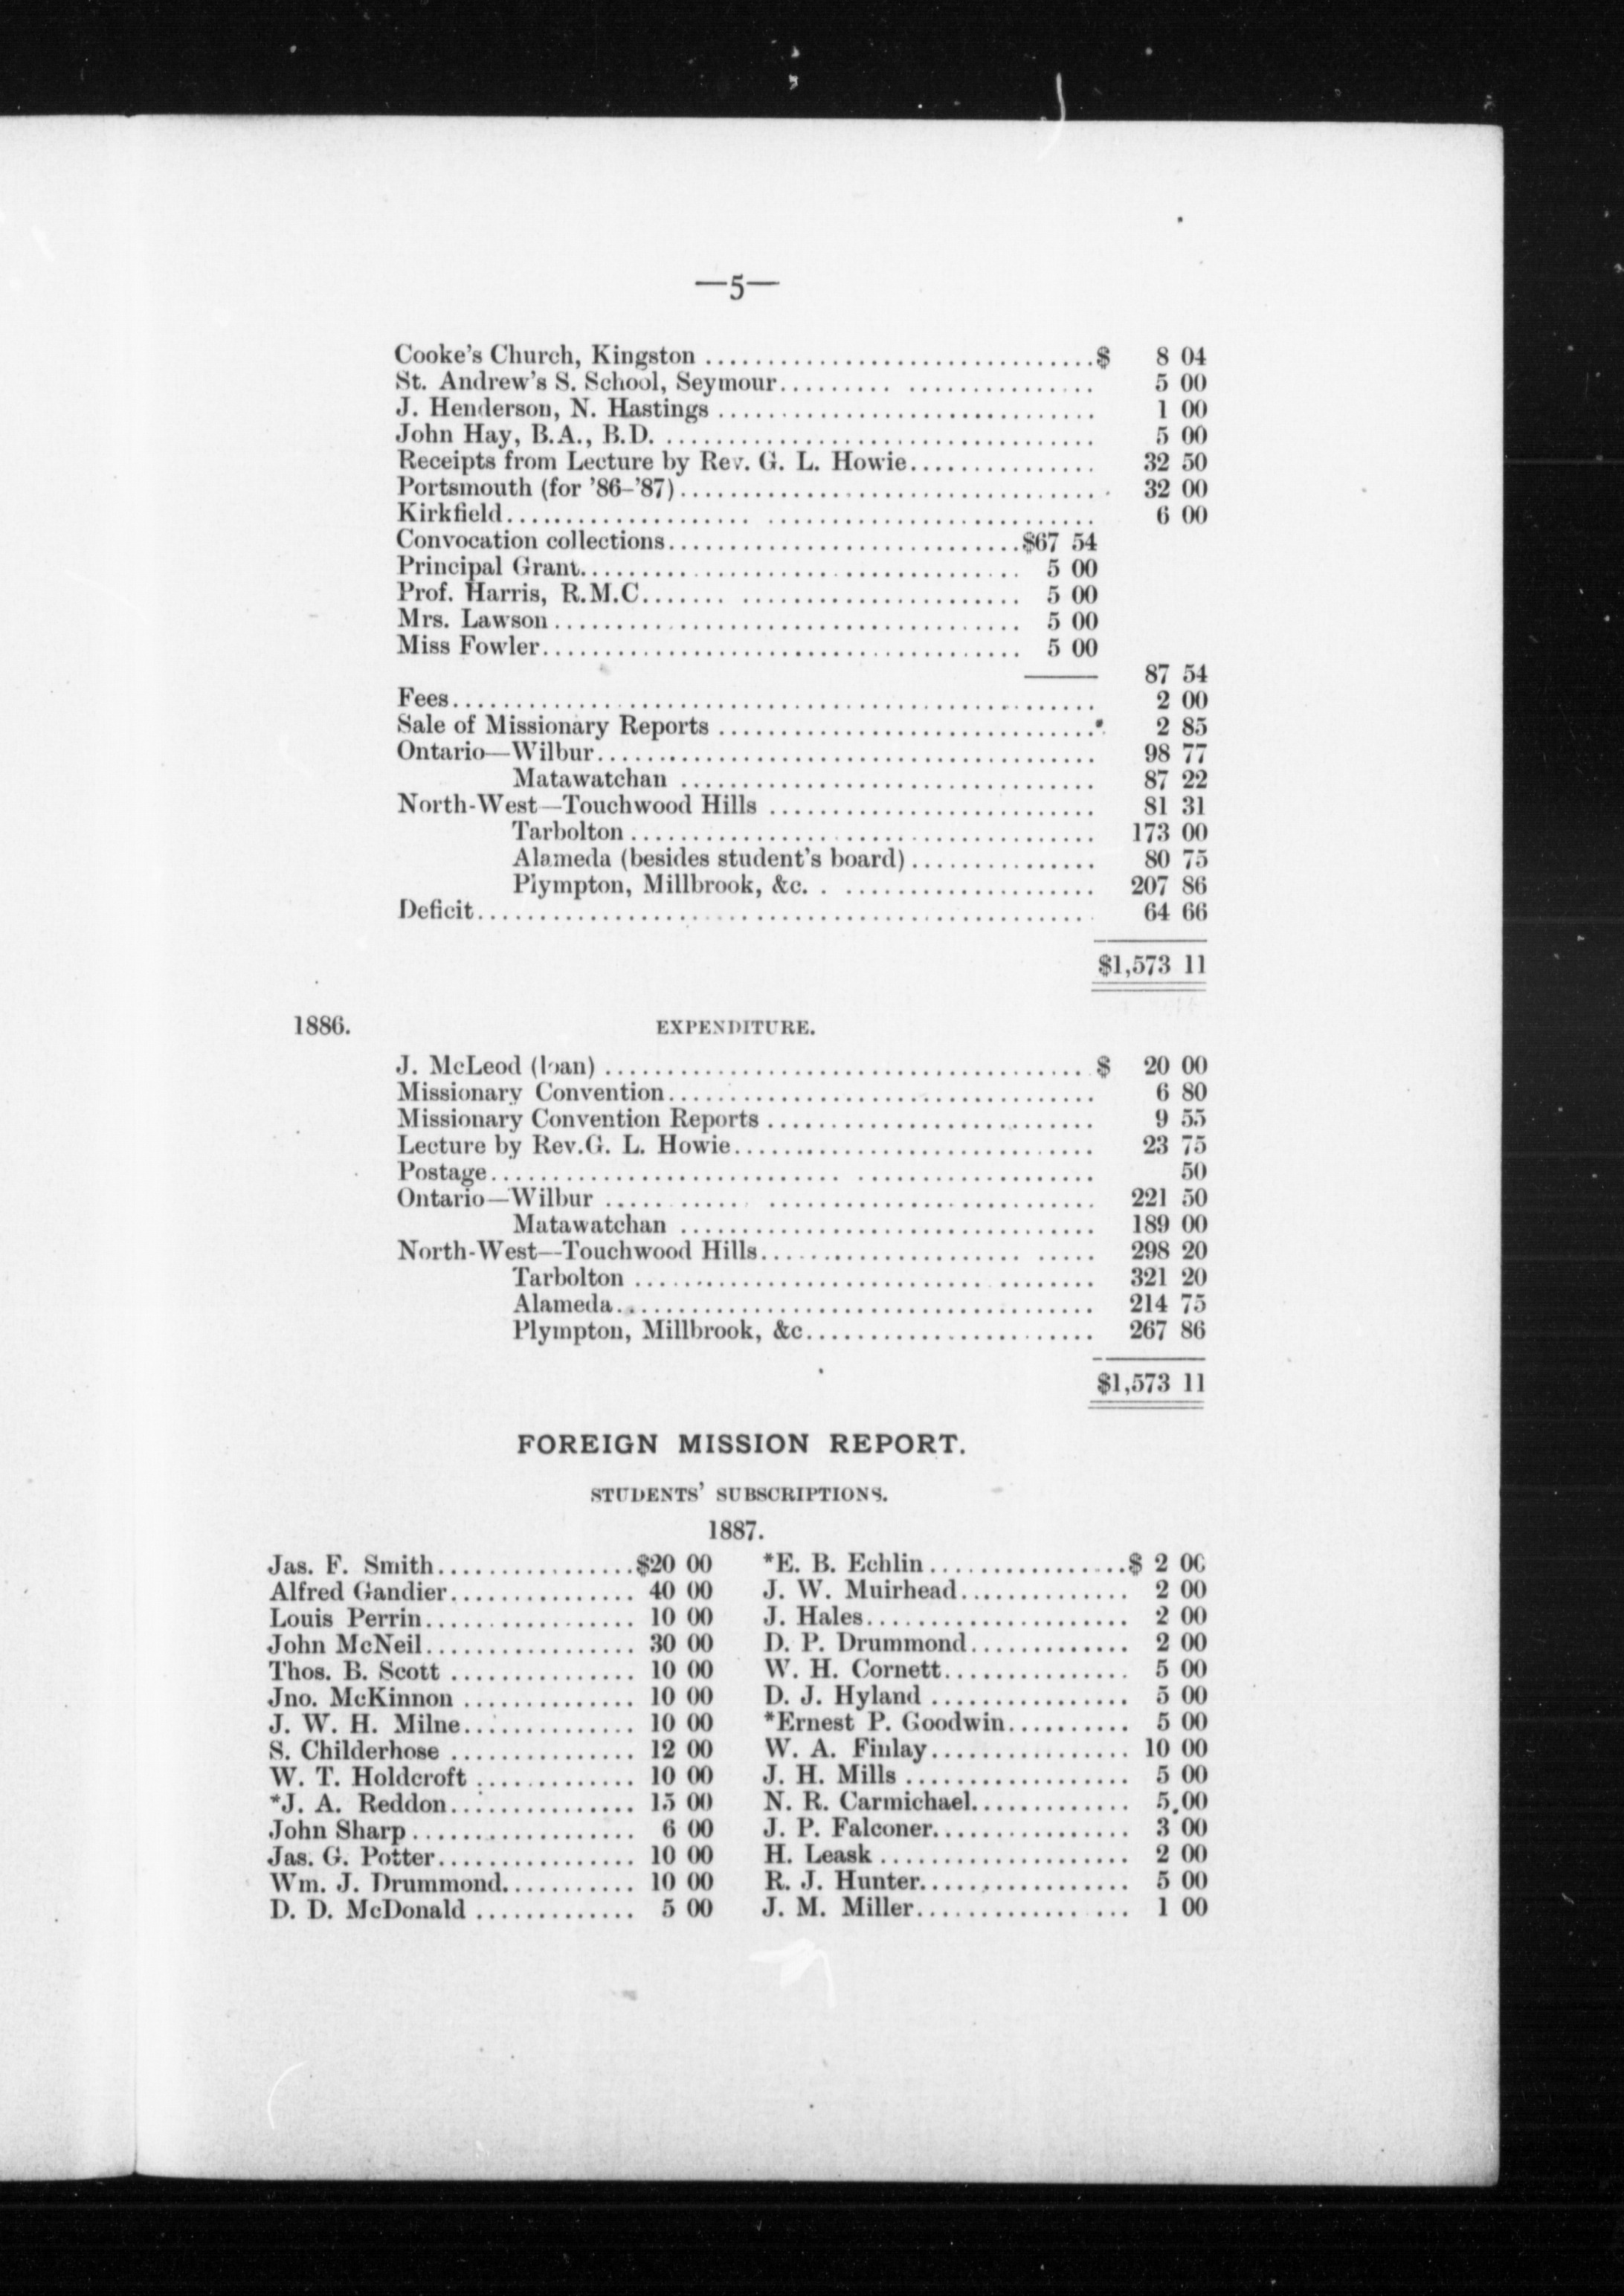 —5—
Cooke's Church, Kingston ................................$ 8 04
St. Andrew's S. School, Seymour......... ............... 5 00
J. Henderson, N. Hastings ............................... 1 00
John Hay, B.A., B.D. ................................... 5 00
Receipts from Lecture by Rev. G. L. Howie............... 32 50
Portsmouth (for '86-'87)................................... 32 00
Kirkfield.................... ........................... 6 00
Convocation collections.............................$67 54
Principal Grant.................................... 5 00
Prof. Harris, R.M.C....... ....................... 5 00
Mrs. Lawson ...................................... 5 00
Miss Fowler....................................... 5 00
87 54
Fees..................................................... 2 00
Sale of Missionary Reports ............................... 2 85
Ontario—Wilbur......................................... 98 77
Matawatchan .................................. 87 22
North-West—Touchwood Hills ........................... 81 31
Tarbolton ...................................... 173 00
Alameda (besides student's board)............... 80 75
Plympton, Millbrook, &c. . ..................... 207 86
Deficit.................................................. 64 66
$1,573 11
1886. EXPENDITURE.
J. McLeod (loan) ........................................$ 20 00
Missionary Convention................................... 6 80
Missionary Convention Reports ........................... 9 55
Lecture by Rev.G. L. Howie............................. 23 75
Postage............................ .................... 50
Ontario—Wilbur ............ ........................... 221 50
Matawatchan .................................. 189 00
North-West—Touchwood Hills..................... ..... 298 20
Tarbolton ..................................... 321 20
Alameda....................................... 214 75
Plympton, Millbrook, &c....................... 267 86
$1,573 11
FOREIGN MISSION REPORT.
STUDENTS' SUBSCRIPTIONS.
1887.
Jas. F. Smith................$20 00
Alfred Gandier............... 40 00
Louis Perrin................. 10 00
John McNeil................. 30 00
Thos. B. Scott ............... 10 00
Jno. McKinnon .............. 10 00
J. W. H. Milne.............. 10 00
S. Childerhose ............... 12 00
W. T. Holdcroft ............. 10 00
*J. A. Reddon............... 15 00
John Sharp.................. 6 00
Jas. G. Potter................ 10 00
Wm. J. Drummond........... 10 00
D. D. McDonald ............. 5 00
*E. B. Echlin................$ 2 00
J. W. Muirhead.............. 2 00
J. Hales..................... 2 00
D. P. Drummond............. 2 00
W. H. Cornett............... 5 00
D. J. Hyland ................ 5 00
*Ernest P. Goodwin.......... 5 00
W. A. Finlay................ 10 00
J. H. Mills .................. 5 00
N. R. Carmichael............. 5 00
J. P. Falconer................ 3 00
H. Leask .................... 2 00
R. J. Hunter................. 5 00
J. M. Miller............. ... 1 00